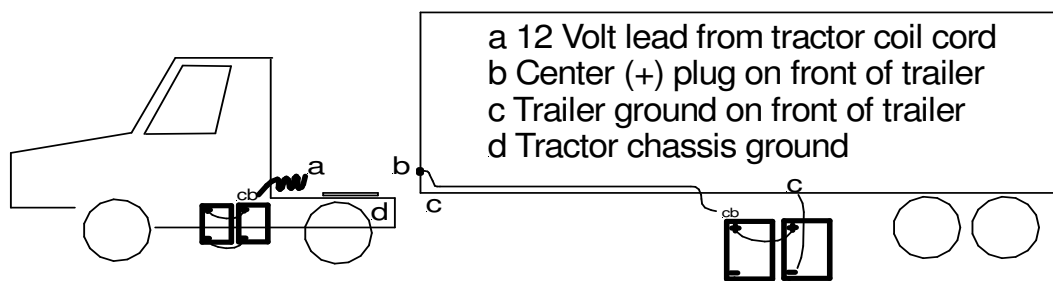 a 12 Volt lead from tractor coil cord
b Center (+) plug on front of trailer
c Trailer ground on front of trailer
d Tractor chassis ground
a
b
cb
c
d
c
cb